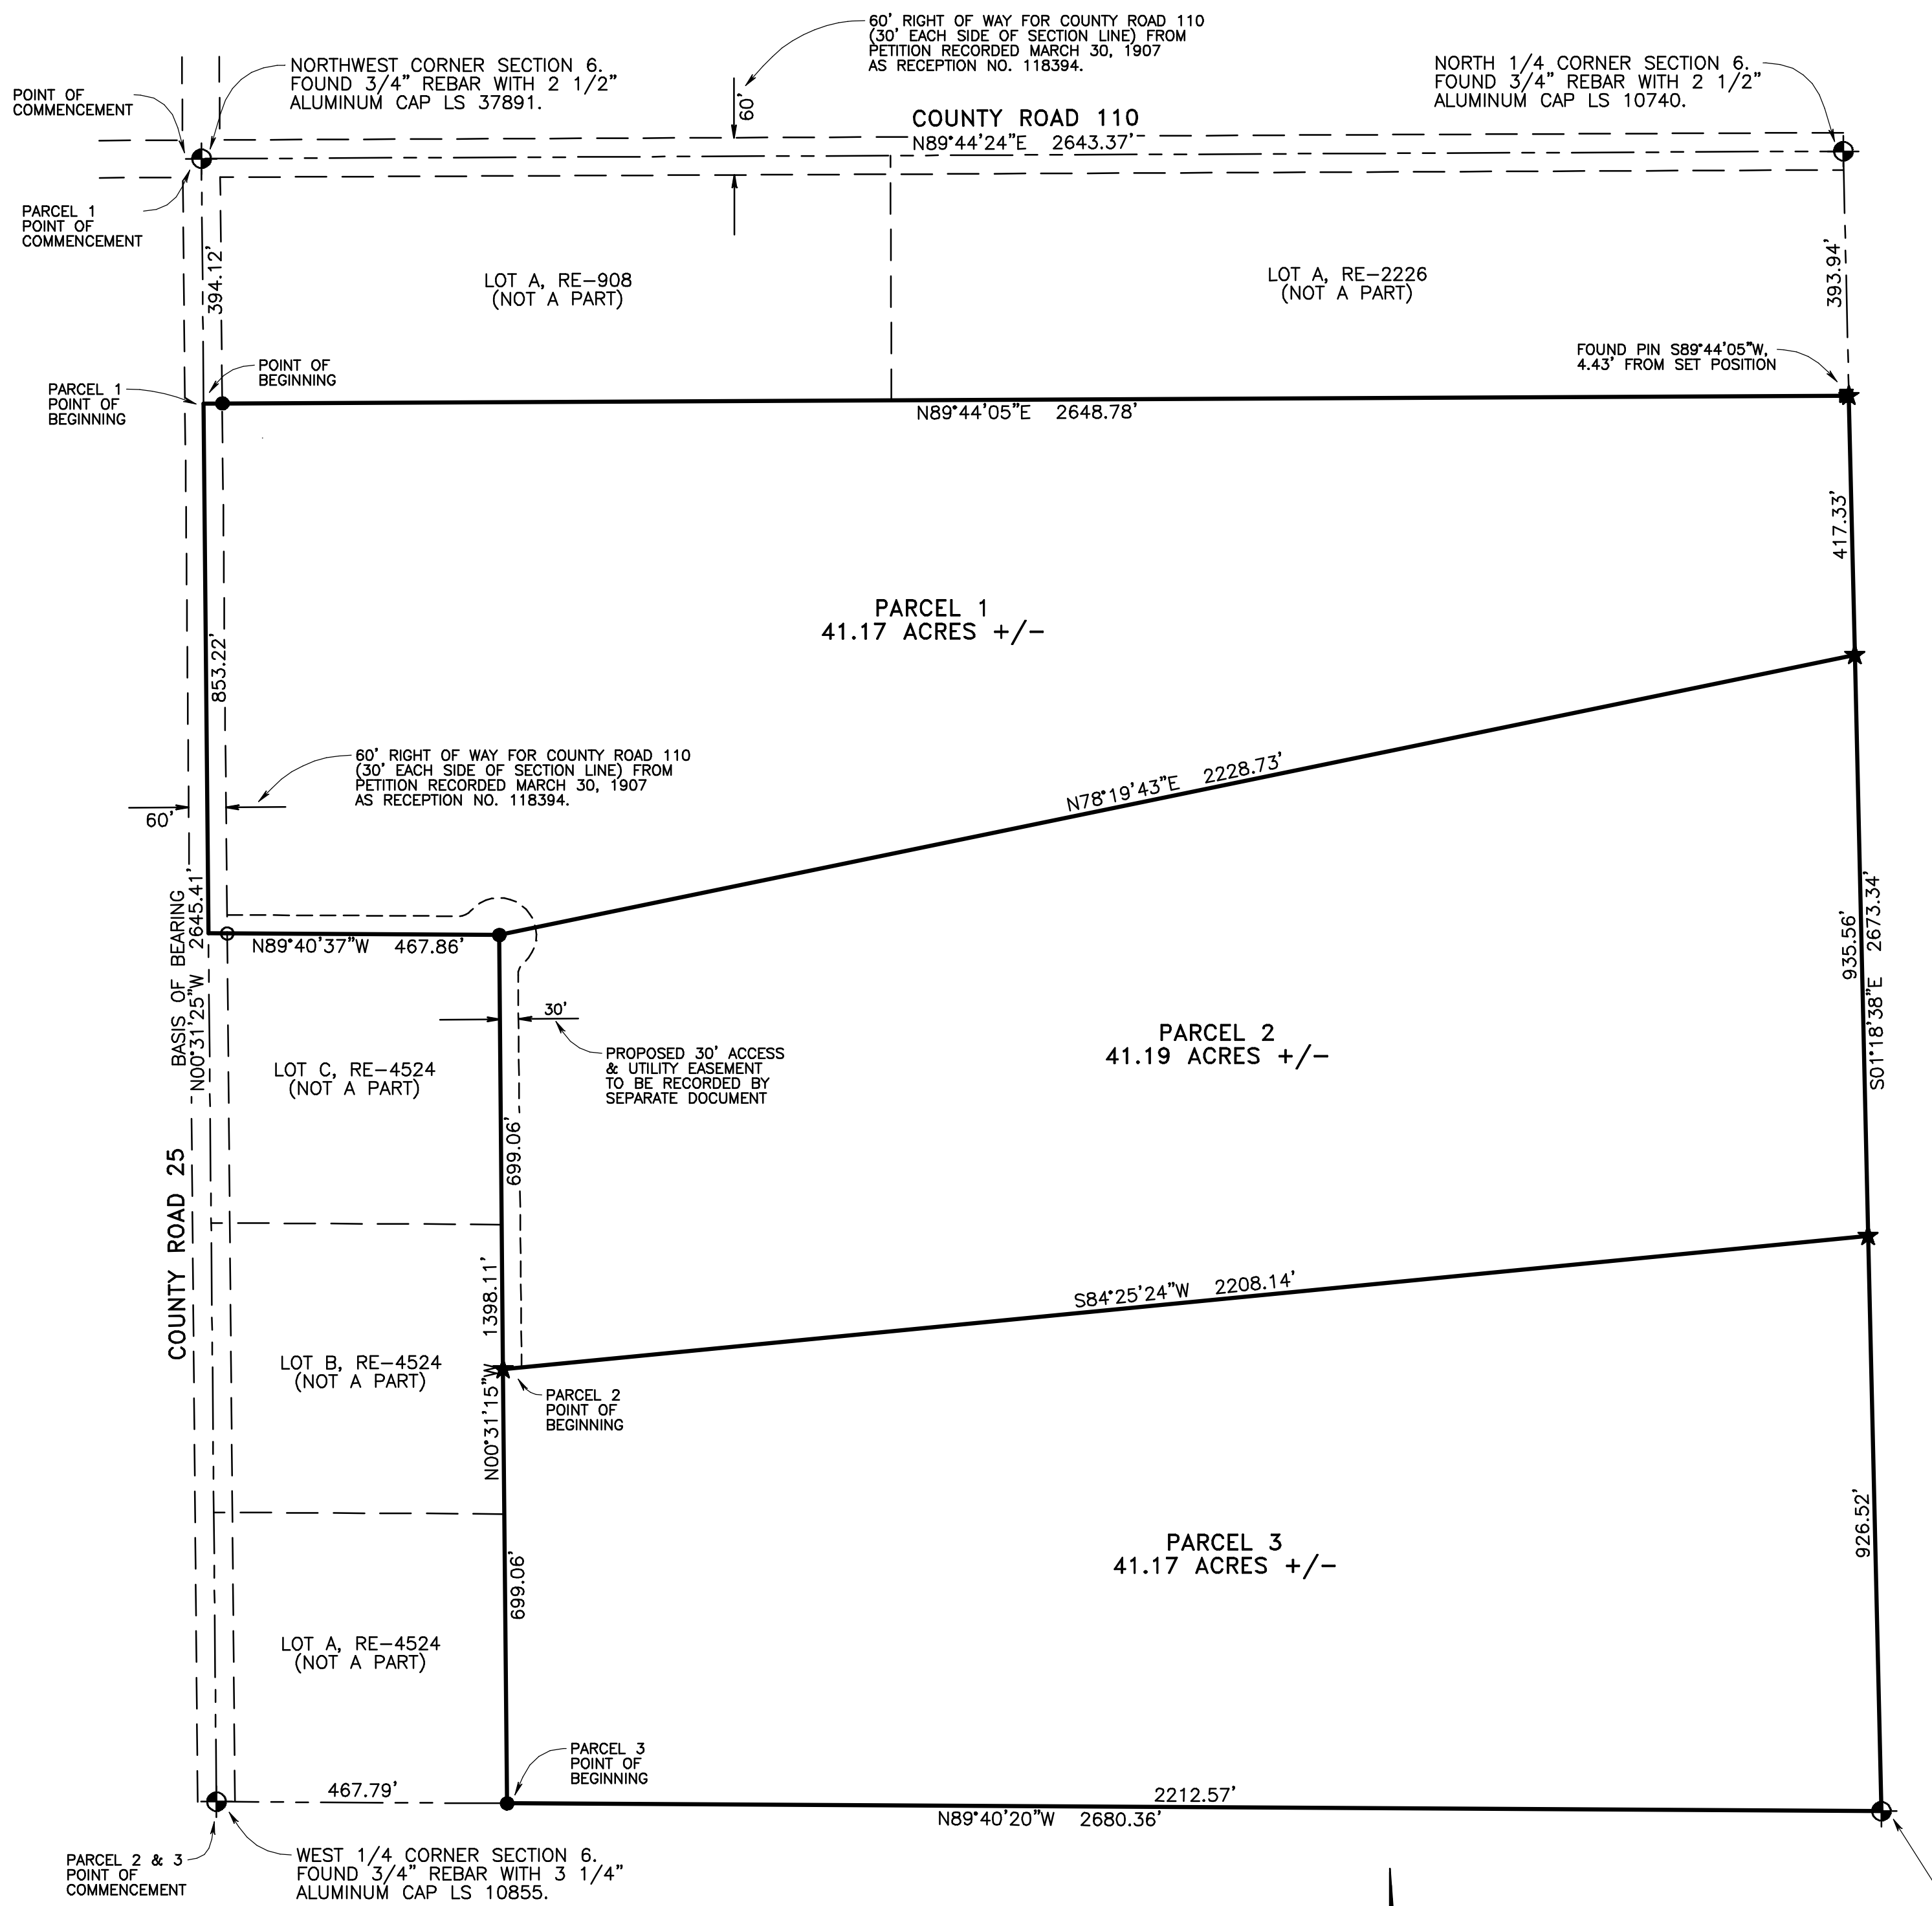 60' RIGHT OF WAY FOR COUNTY ROAD 110
(30' EACH SIDE OF SECTION LINE) FROM
PETITION RECORDED MARCH 30, 1907
AS RECEPTION NO. 118394.
NORTHWEST CORNER SECTION 6.
FOUND 3/4" REBAR WITH 2 1/2"
ALUMINUM CAP LS 37891.
NORTH 1/4 CORNER SECTION 6.
FOUND 3/4" REBAR WITH 2 1/2"
ALUMINUM CAP LS 10740.
POINT OF
COMMENCEMENT
60'
COUNTY ROAD 110
N89°44'24"E 2643.37'
PARCEL 1
POINT OF
COMMENCEMENT
394.12'
LOT A, RE-908
(NOT A PART)
LOT A, RE-2226
(NOT A PART)
393.94'
POINT OF
BEGINNING
PARCEL 1
POINT OF
BEGINNING
FOUND PIN S89°44'05"W,
4.43' FROM SET POSITION
N89°44'05"E 2648.78'
417.33'
PARCEL 1
41.17 ACRES +/-
853.22'
60' RIGHT OF WAY FOR COUNTY ROAD 110
(30' EACH SIDE OF SECTION LINE) FROM
PETITION RECORDED MARCH 30, 1907
AS RECEPTION NO. 118394.
60'
N78°19'43"E 2228.73'
N89°40'37"W 467.86'
BASIS OF BEARING
N00°31'25"W 2645.41'
935.56'
S01°18'38"E 2673.34'
30'
PROPOSED 30' ACCESS
& UTILITY EASEMENT
TO BE RECORDED BY
SEPARATE DOCUMENT
PARCEL 2
41.19 ACRES +/-
LOT C, RE-4524
(NOT A PART)
699.06'
COUNTY ROAD 25
N00°31'15"W 1398.11'
S84°25'24"W 2208.14'
LOT B, RE-4524
(NOT A PART)
PARCEL 2
POINT OF
BEGINNING
PARCEL 3
41.17 ACRES +/-
926.52'
699.06'
LOT A, RE-4524
(NOT A PART)
PARCEL 3
POINT OF
BEGINNING
467.79'
2212.57'
N89°40'20"W 2680.36'
PARCEL 2 & 3
POINT OF
COMMENCEMENT
WEST 1/4 CORNER SECTION 6.
FOUND 3/4" REBAR WITH 3 1/4"
ALUMINUM CAP LS 10855.